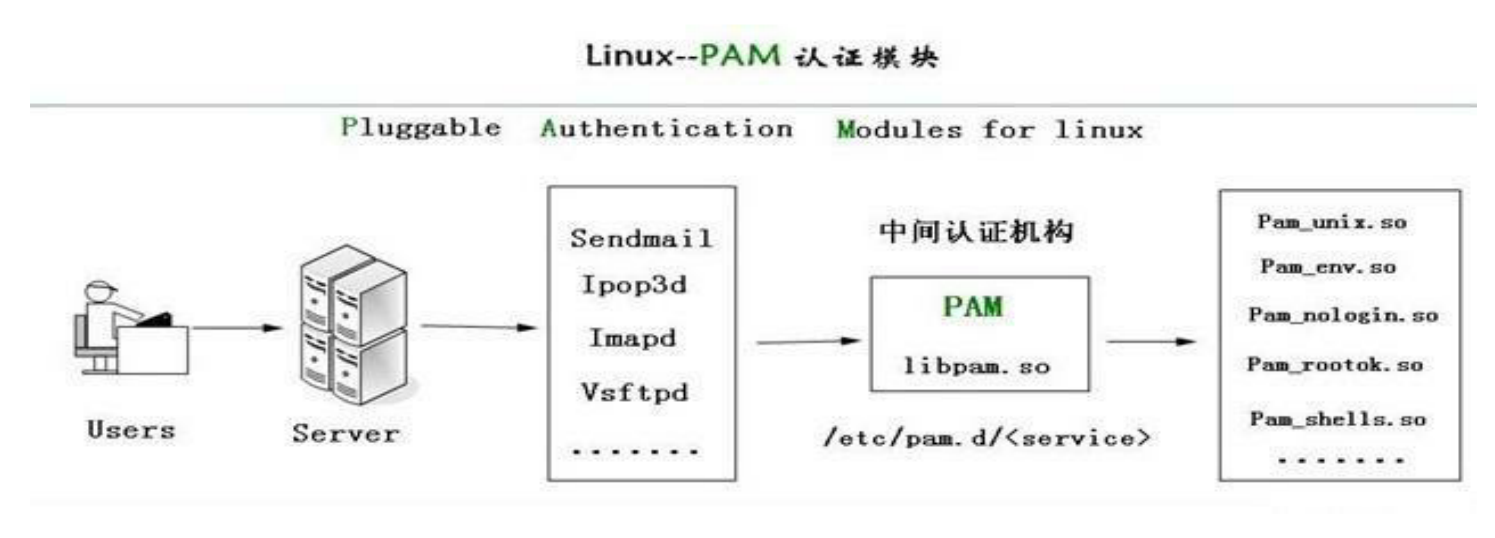 Linux--PAM 认证模块
Pluggable Authentication Modules for linux
Users
Server
Sendmail
Ipop3d
Imapd
Vsftpd
.......
中间认证机构
PAM
libpam.so
/etc/pam.d/<service>
Pam_unix.so
Pam_env.so
Pam_nologin.so
Pam_rootok.so
Pam_shells.so
.......